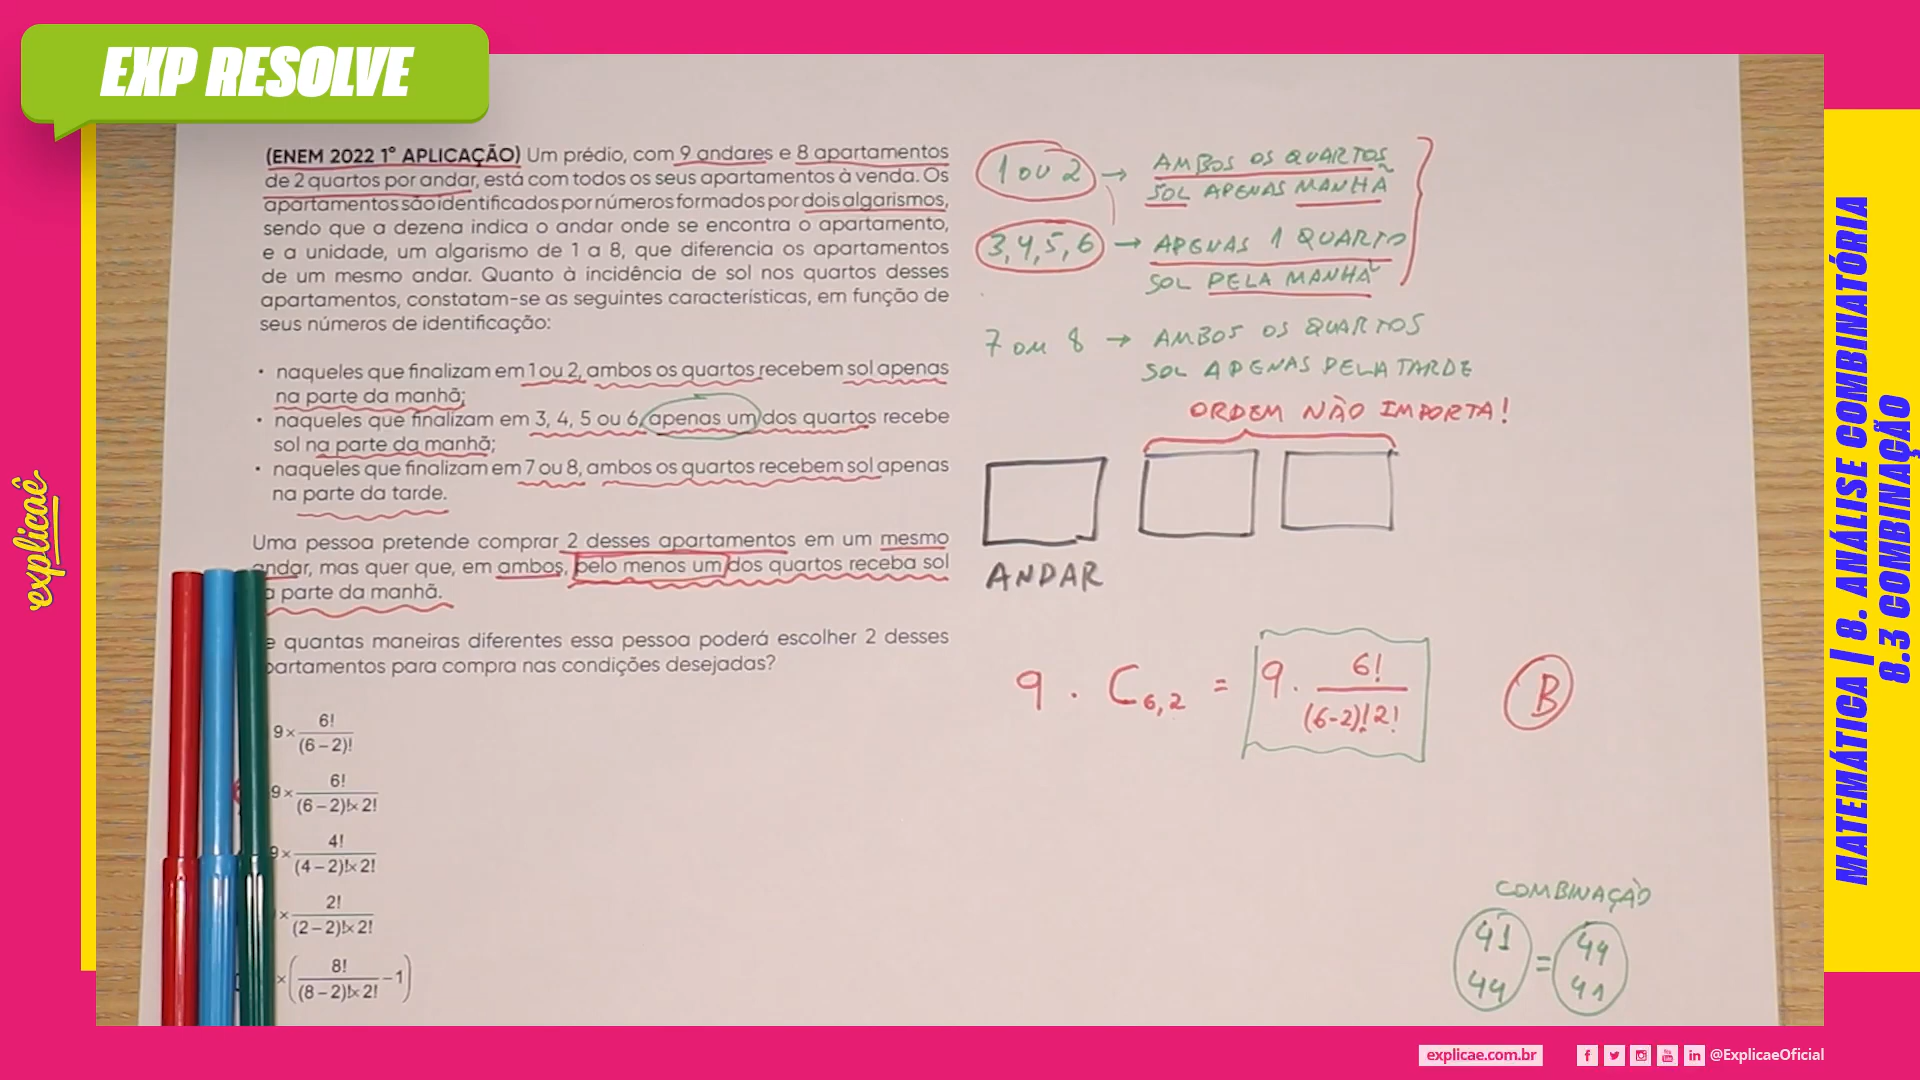 EXP RESOLVE
(ENEM 2022 1° APLICAÇÃO) Um prédio, com 9 andares e 8 apartamentos
de 2 quartos por andar, está com todos os seus apartamentos à venda. Os
apartamentos são identificados por números formados por dois algarismos,
sendo que a dezena indica o andar onde se encontra o apartamento,
e a unidade, um algarismo de 1 a 8, que diferencia os apartamentos
de um mesmo andar. Quanto à incidência de sol nos quartos desses
apartamentos, constatam-se as seguintes características, em função de
seus números de identificação:
• naqueles que finalizam em 1 ou 2, ambos os quartos recebem sol apenas
na parte da manhã;
• naqueles que finalizam em 3, 4, 5 ou 6, apenas um dos quartos recebe
sol na parte da manhã;
• naqueles que finalizam em 7 ou 8, ambos os quartos recebem sol apenas
na parte da tarde.
Uma pessoa pretende comprar 2 desses apartamentos em um mesmo
andar, mas quer que, em ambos, pelo menos um dos quartos receba sol
a parte da manhã.
e quantas maneiras diferentes essa pessoa poderá escolher 2 desses
partamentos para compra nas condições desejadas?
9 × 6!
(6 – 2)!
9 × 6!
(6 – 2)! × 2!
9 × 4!
(4 – 2)! × 2!
× 2!
(2 – 2)! × 2!
× ( 8!
(8 – 2)! × 2! – 1 )
1 OU 2 → AMBOS OS QUARTOS
SOL APENAS MANHÃ
3, 4, 5, 6 → APENAS 1 QUARTO
SOL PELA MANHÃ
7 OU 8 → AMBOS OS QUARTOS
SOL APENAS PELA TARDE
ORDEM NÃO IMPORTA!
ANDAR
9 . C6,2 = 9 . 6!
(6-2)! 2!
B
COMBINAÇÃO
41 = 44
44 41
explicaê
MATEMÁTICA | 8. ANÁLISE COMBINATÓRIA
8.3 COMBINAÇÃO
explicae.com.br @ExplicaeOficial